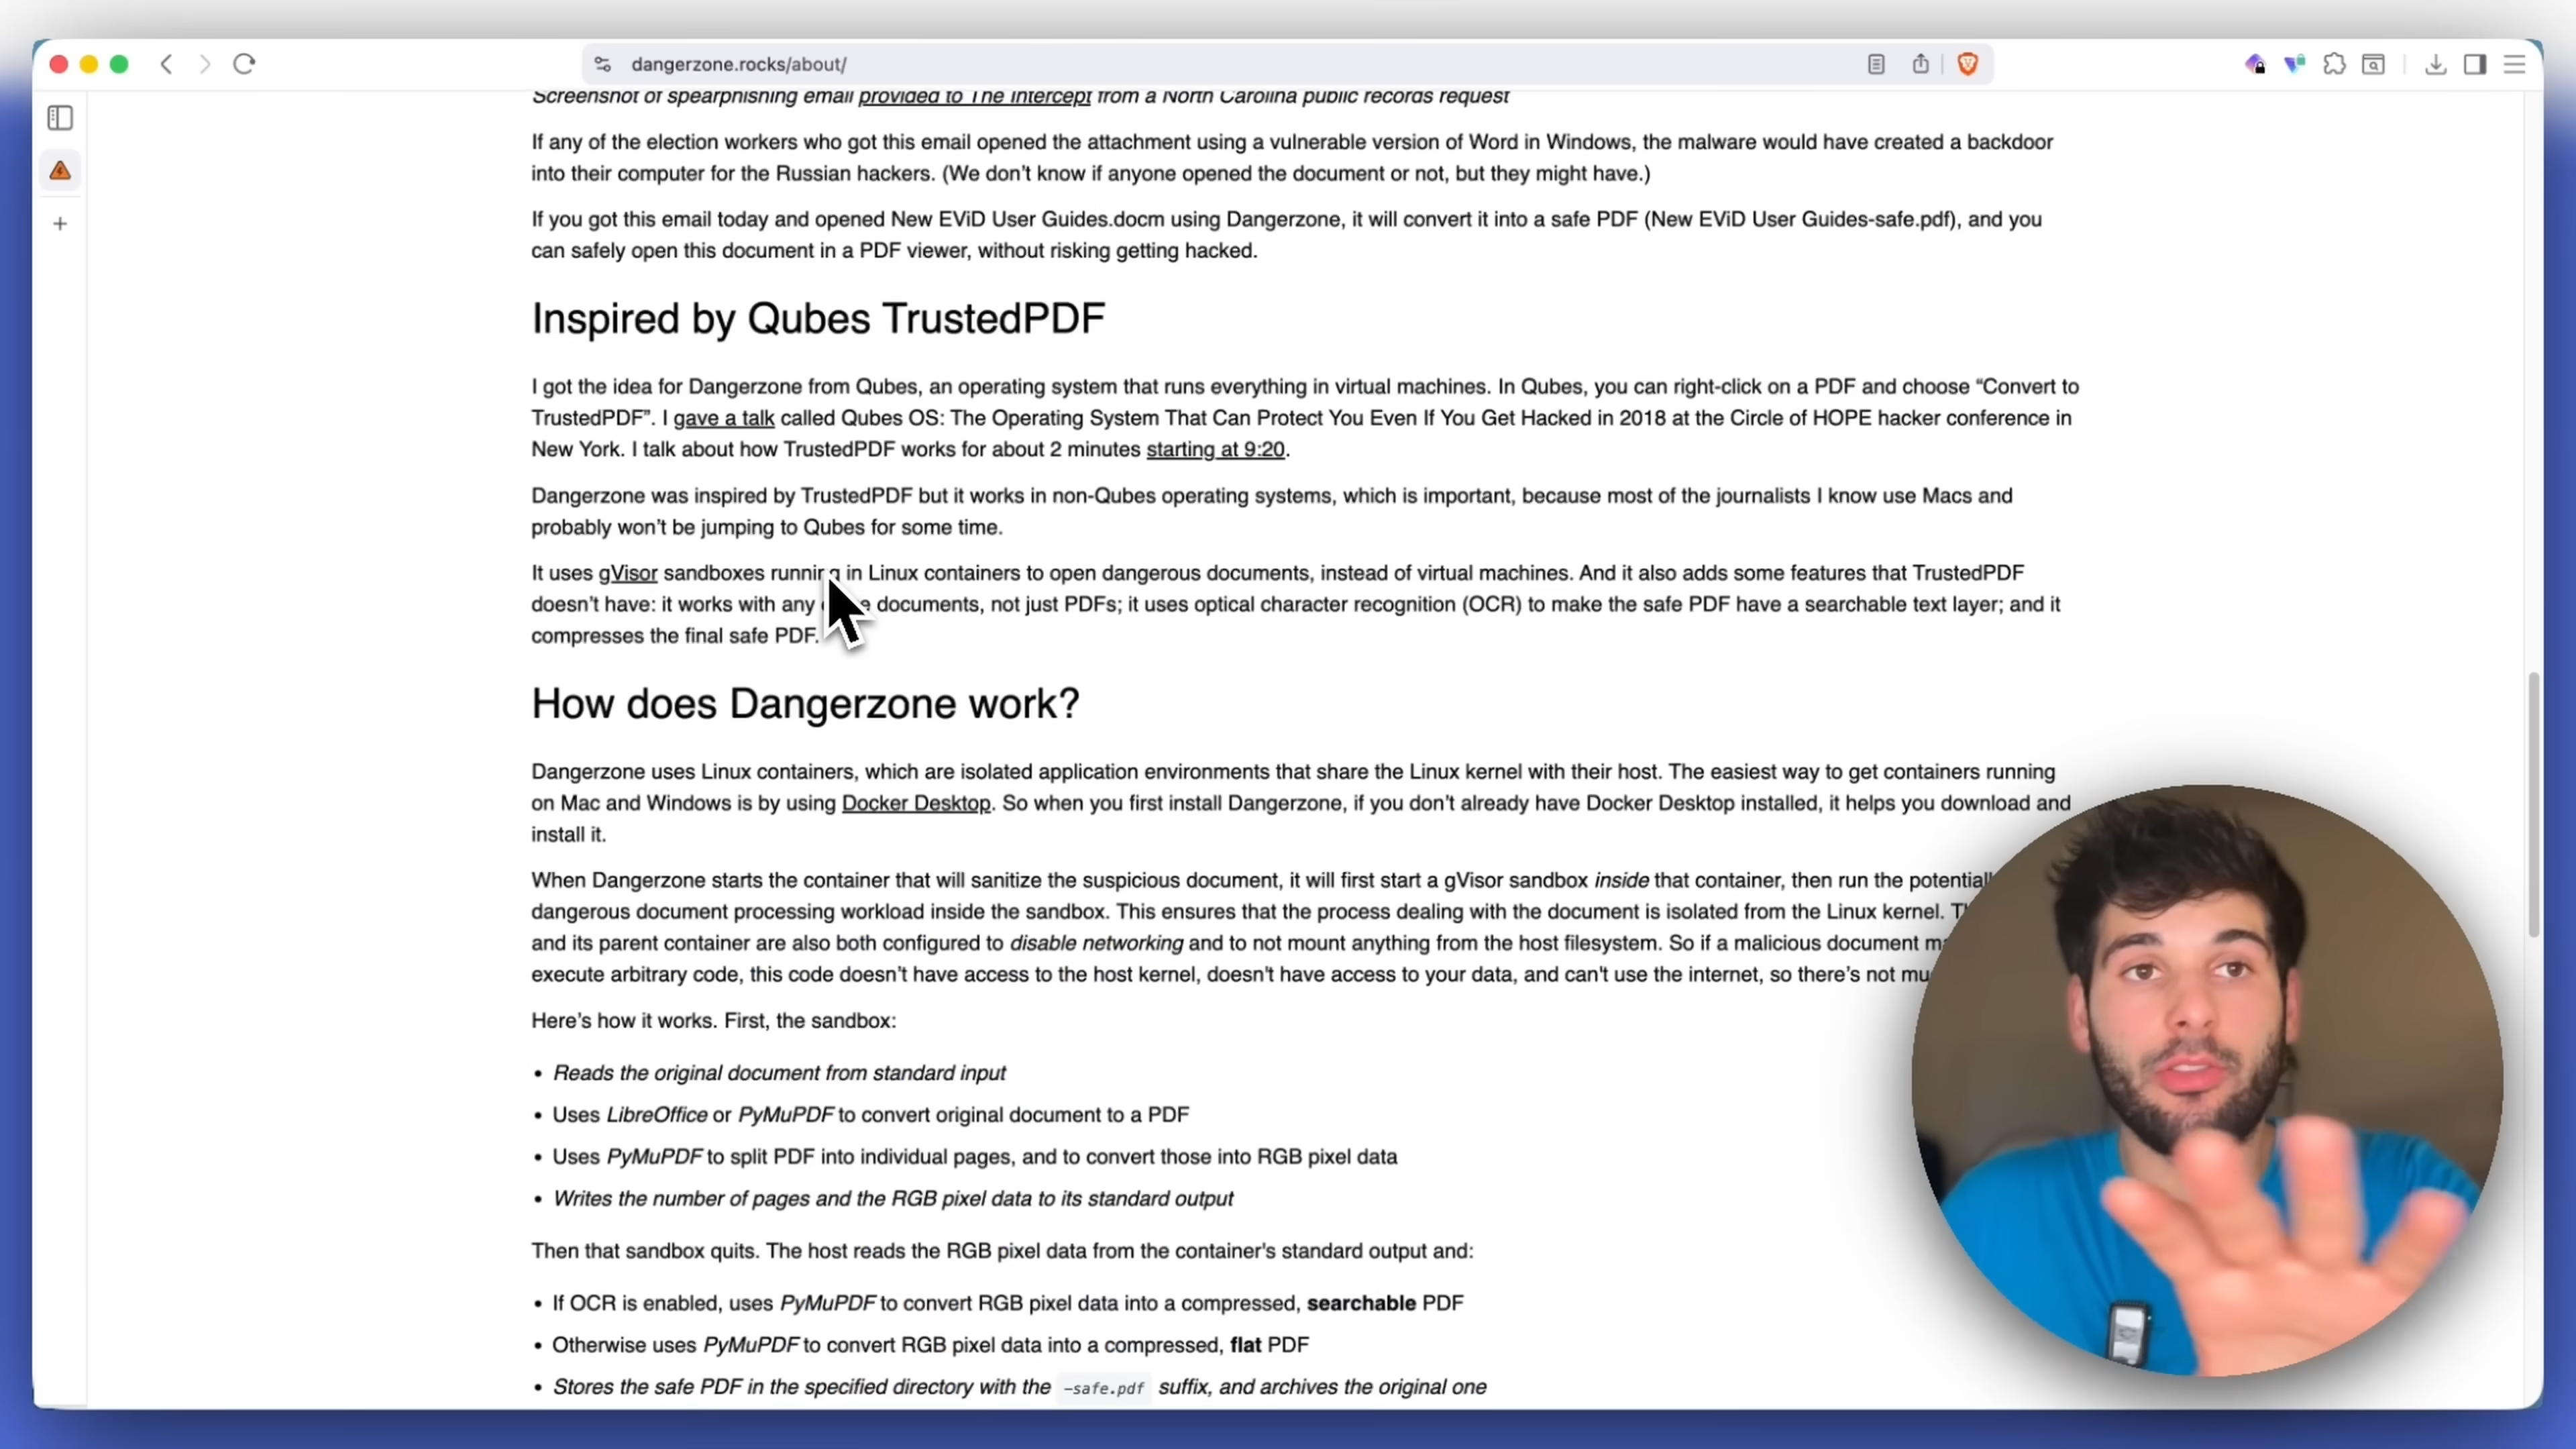 dangerzone.rocks/about/
Screenshot of spearphishing email provided to The Intercept from a North Carolina public records request
If any of the election workers who got this email opened the attachment using a vulnerable version of Word in Windows, the malware would have created a backdoor
into their computer for the Russian hackers. (We don’t know if anyone opened the document or not, but they might have.)
If you got this email today and opened New EViD User Guides.docm using Dangerzone, it will convert it into a safe PDF (New EViD User Guides-safe.pdf), and you
can safely open this document in a PDF viewer, without risking getting hacked.
Inspired by Qubes TrustedPDF
I got the idea for Dangerzone from Qubes, an operating system that runs everything in virtual machines. In Qubes, you can right-click on a PDF and choose “Convert to
TrustedPDF”. I gave a talk called Qubes OS: The Operating System That Can Protect You Even If You Get Hacked in 2018 at the Circle of HOPE hacker conference in
New York. I talk about how TrustedPDF works for about 2 minutes starting at 9:20.
Dangerzone was inspired by TrustedPDF but it works in non-Qubes operating systems, which is important, because most of the journalists I know use Macs and
probably won’t be jumping to Qubes for some time.
It uses gVisor sandboxes running in Linux containers to open dangerous documents, instead of virtual machines. And it also adds some features that TrustedPDF
doesn’t have: it works with any documents, not just PDFs; it uses optical character recognition (OCR) to make the safe PDF have a searchable text layer; and it
compresses the final safe PDF.
How does Dangerzone work?
Dangerzone uses Linux containers, which are isolated application environments that share the Linux kernel with their host. The easiest way to get containers running
on Mac and Windows is by using Docker Desktop. So when you first install Dangerzone, if you don’t already have Docker Desktop installed, it helps you download and
install it.
When Dangerzone starts the container that will sanitize the suspicious document, it will first start a gVisor sandbox inside that container, then run the
dangerous document processing workload inside the sandbox. This ensures that the process dealing with the document is isolated from the Linux kernel.
and its parent container are also both configured to disable networking and to not mount anything from the host filesystem. So if a malicious document
execute arbitrary code, this code doesn’t have access to the host kernel, doesn't have access to your data, and can't use the internet, so there’s not
Here’s how it works. First, the sandbox:
• Reads the original document from standard input
• Uses LibreOffice or PyMuPDF to convert original document to a PDF
• Uses PyMuPDF to split PDF into individual pages, and to convert those into RGB pixel data
• Writes the number of pages and the RGB pixel data to its standard output
Then that sandbox quits. The host reads the RGB pixel data from the container's standard output and:
• If OCR is enabled, uses PyMuPDF to convert RGB pixel data into a compressed, searchable PDF
• Otherwise uses PyMuPDF to convert RGB pixel data into a compressed, flat PDF
• Stores the safe PDF in the specified directory with the -safe.pdf suffix, and archives the original one